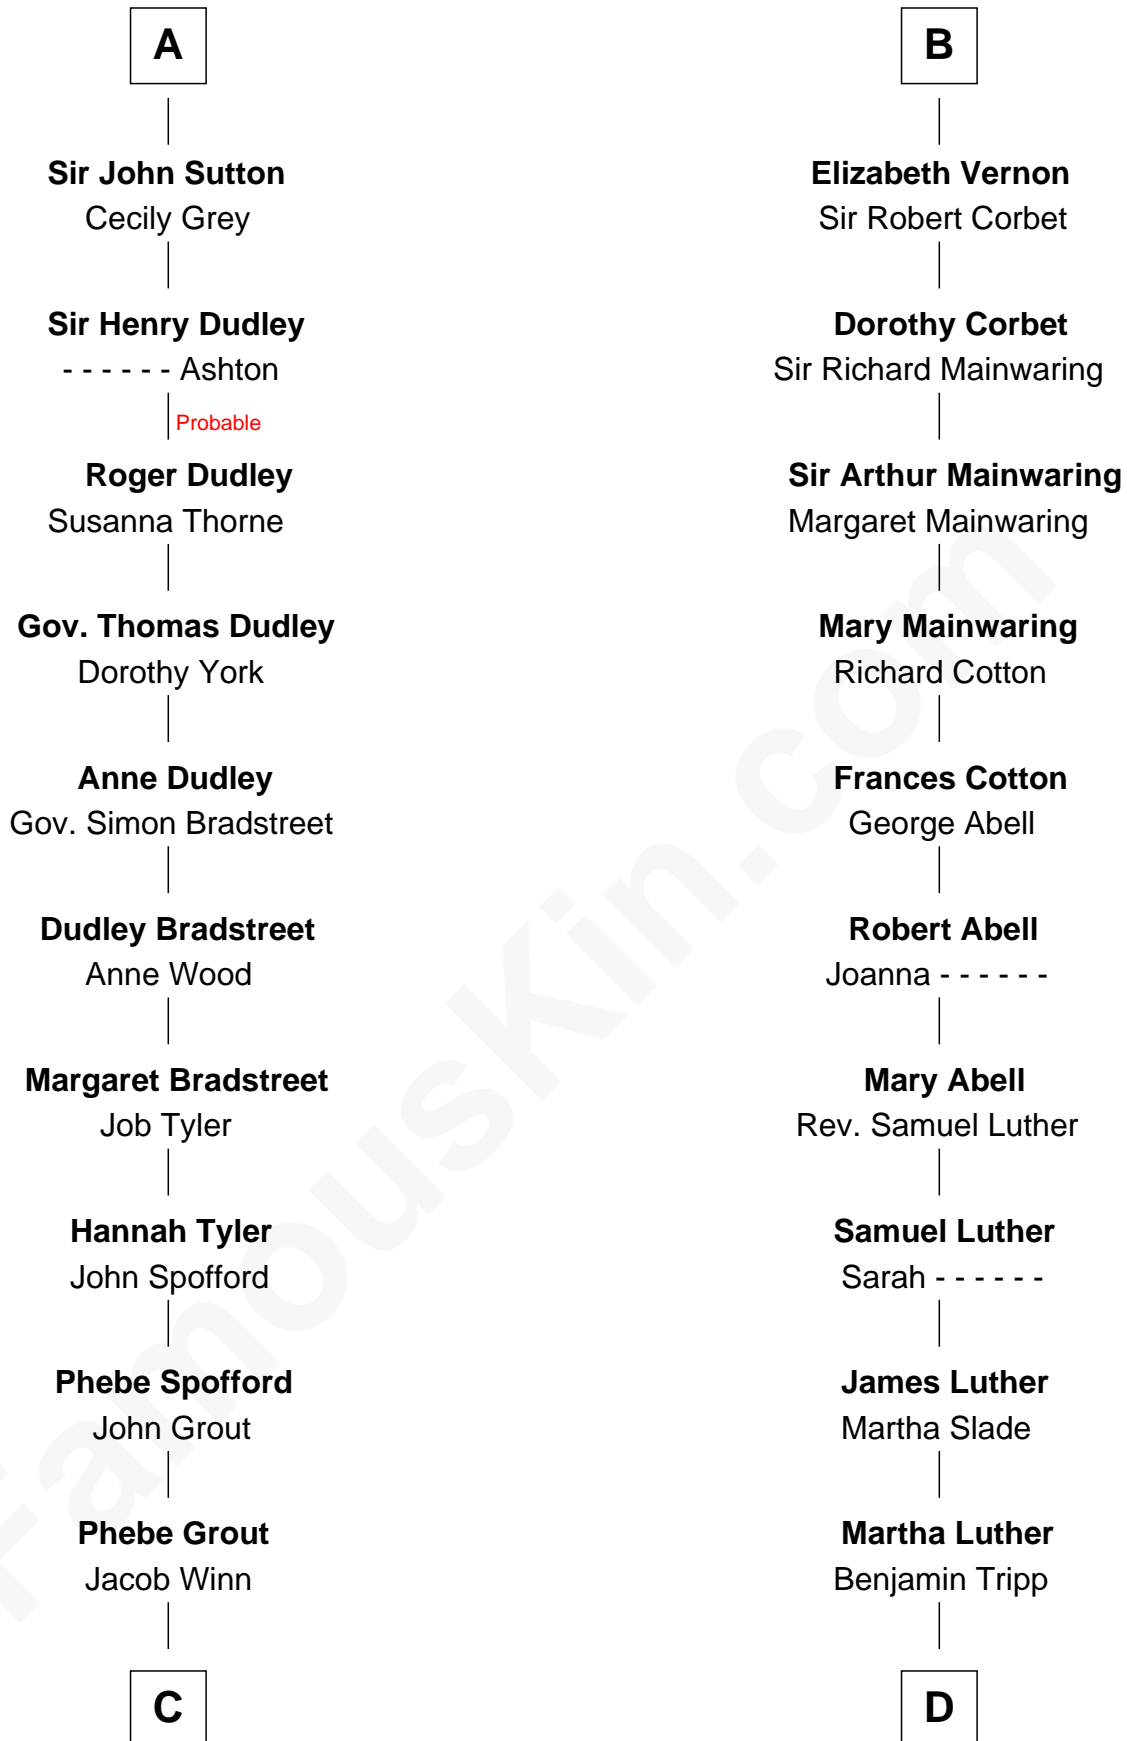 A
Sir John Sutton
Cecily Grey
Sir Henry Dudley
- - - - - - Ashton
Probable
Roger Dudley
Susanna Thorne
Gov. Thomas Dudley
Dorothy York
Anne Dudley
Gov. Simon Bradstreet
Dudley Bradstreet
Anne Wood
Margaret Bradstreet
Job Tyler
Hannah Tyler
John Spofford
Phebe Spofford
John Grout
Phebe Grout
Jacob Winn
C
B
Elizabeth Vernon
Sir Robert Corbet
Dorothy Corbet
Sir Richard Mainwaring
Sir Arthur Mainwaring
Margaret Mainwaring
Mary Mainwaring
Richard Cotton
Frances Cotton
George Abell
Robert Abell
Joanna - - - - - -
Mary Abell
Rev. Samuel Luther
Samuel Luther
Sarah - - - - - -
James Luther
Martha Slade
Martha Luther
Benjamin Tripp
D
FamousKin.com